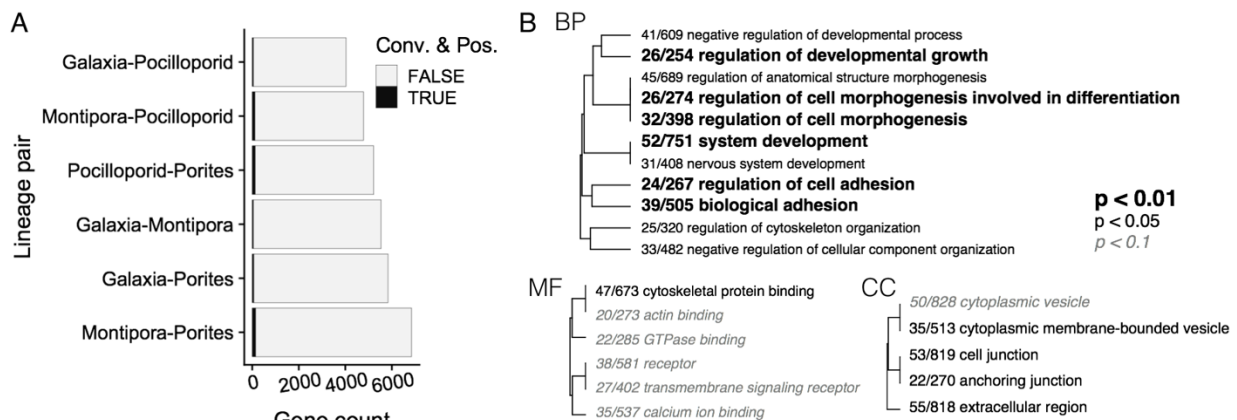 A
Lineage pair
Galaxia-Pocilloporid
Montipora-Pocilloporid
Pocilloporid-Porites
Galaxia-Montipora
Galaxia-Porites
Montipora-Porites
0
2000
4000
6000
Gene count
Conv. & Pos.
FALSE
TRUE
B BP
41/609 negative regulation of developmental process
26/254 regulation of developmental growth
45/689 regulation of anatomical structure morphogenesis
26/274 regulation of cell morphogenesis involved in differentiation
32/398 regulation of cell morphogenesis
52/751 system development
31/408 nervous system development
24/267 regulation of cell adhesion
39/505 biological adhesion
25/320 regulation of cytoskeleton organization
33/482 negative regulation of cellular component organization
p < 0.01
p < 0.05
p < 0.1
MF
47/673 cytoskeletal protein binding
20/273 actin binding
22/285 GTPase binding
38/581 receptor
27/402 transmembrane signaling receptor
35/537 calcium ion binding
CC
50/828 cytoplasmic vesicle
35/513 cytoplasmic membrane-bounded vesicle
53/819 cell junction
22/270 anchoring junction
55/818 extracellular region